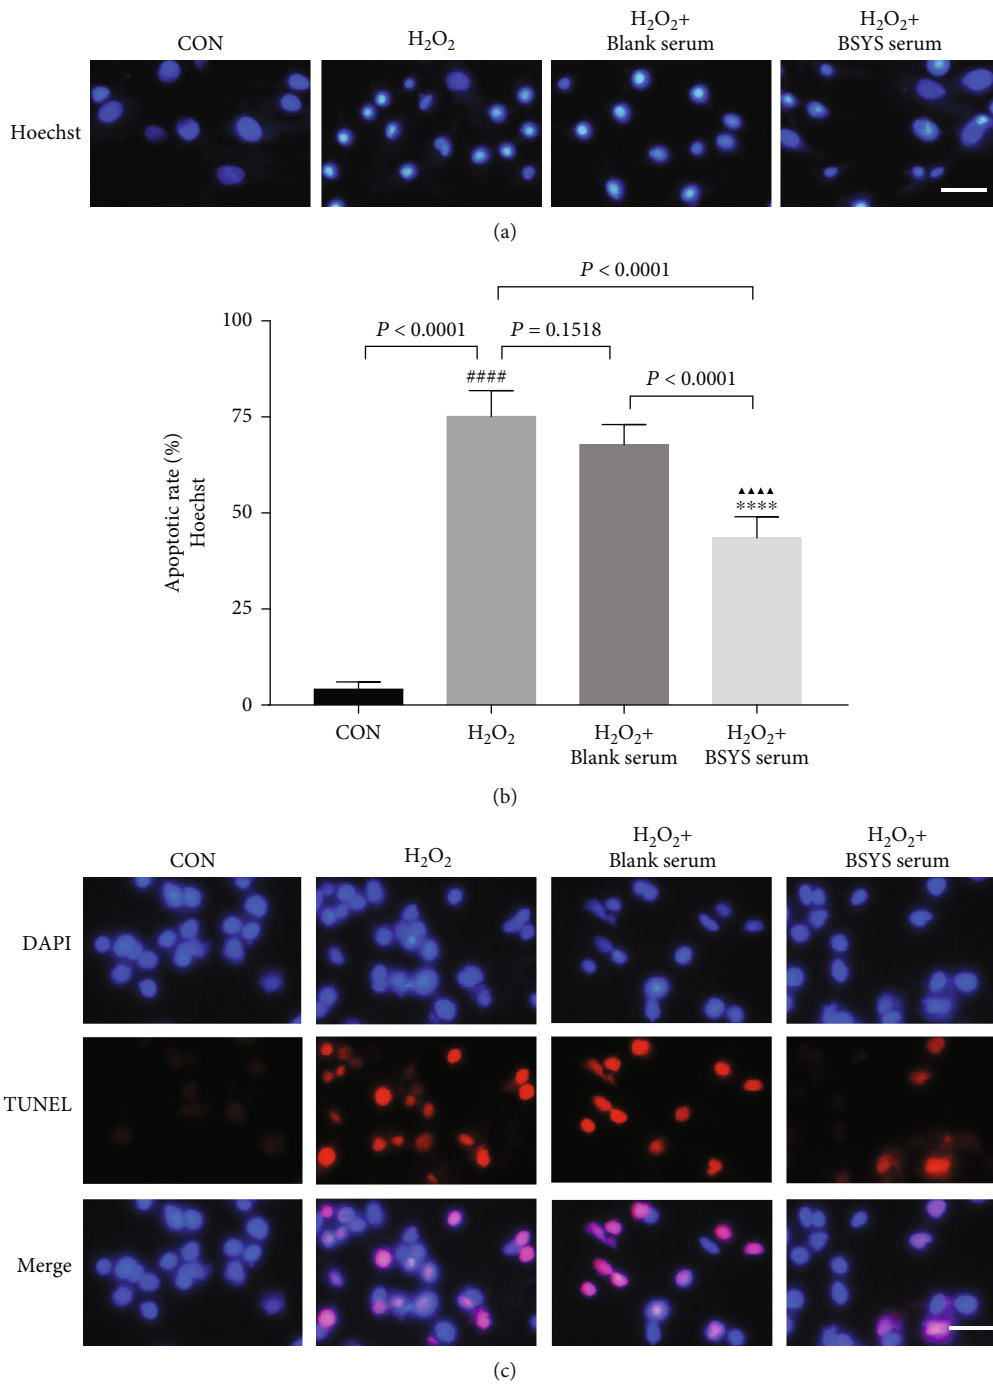 CON
H₂O₂
H₂O₂+
Blank serum
H₂O₂+
BSYS serum
Hoechst
(a)
P < 0.0001
P < 0.0001
P = 0.1518
P < 0.0001
####
▲▲▲▲
****
100
75
50
25
0
Apoptotic rate (%)
Hoechst
CON
H₂O₂
H₂O₂+
Blank serum
H₂O₂+
BSYS serum
(b)
CON
H₂O₂
H₂O₂+
Blank serum
H₂O₂+
BSYS serum
DAPI
TUNEL
Merge
(c)